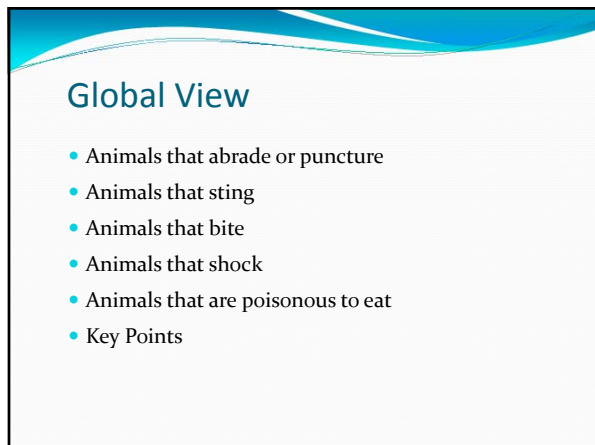 Global View
• Animals that abrade or puncture
• Animals that sting
• Animals that bite
• Animals that shock
• Animals that are poisonous to eat
• Key Points